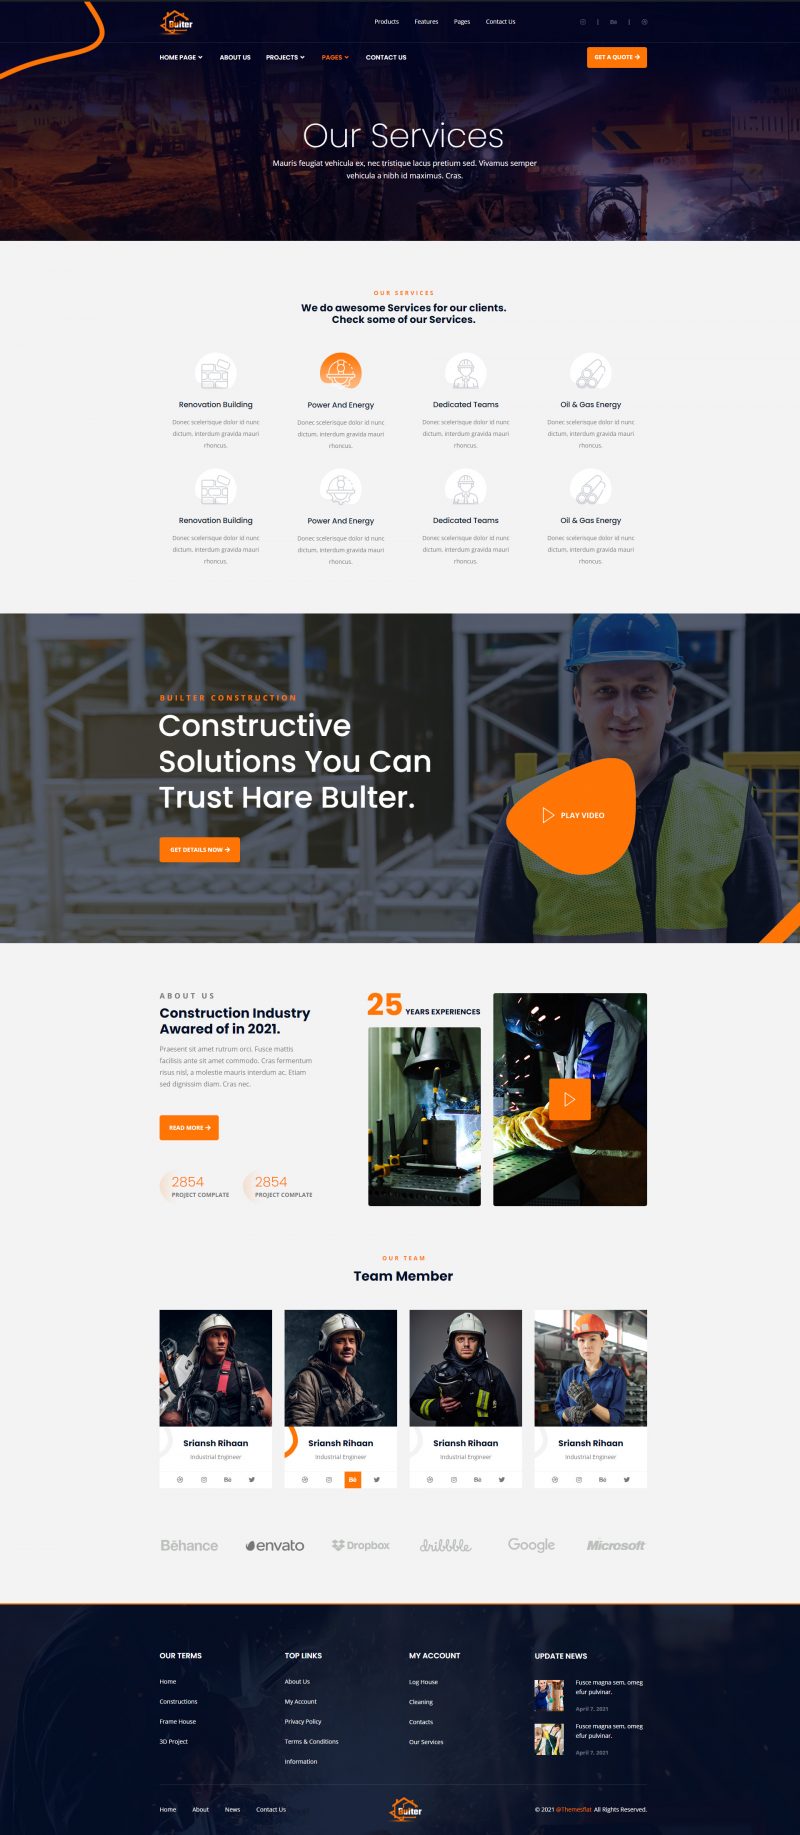 Bulter
Products Features Pages Contact Us
HOME PAGE ABOUT US PROJECTS PAGES CONTACT US
GET A QUOTE
Our Services
Mauris feugiat vehicula ex, nec tristique lacus pretium sed. Vivamus semper
vehicula a nibh id maximus. Cras.
OUR SERVICES
We do awesome Services for our clients.
Check some of our Services.
Renovation Building
Donec scelerisque dolor id nunc
dictum, interdum gravida mauri
rhoncus.
Power And Energy
Donec scelerisque dolor id nunc
dictum, interdum gravida mauri
rhoncus.
Dedicated Teams
Donec scelerisque dolor id nunc
dictum, interdum gravida mauri
rhoncus.
Oil & Gas Energy
Donec scelerisque dolor id nunc
dictum, interdum gravida mauri
rhoncus.
Renovation Building
Donec scelerisque dolor id nunc
dictum, interdum gravida mauri
rhoncus.
Power And Energy
Donec scelerisque dolor id nunc
dictum, interdum gravida mauri
rhoncus.
Dedicated Teams
Donec scelerisque dolor id nunc
dictum, interdum gravida mauri
rhoncus.
Oil & Gas Energy
Donec scelerisque dolor id nunc
dictum, interdum gravida mauri
rhoncus.
BUILTER CONSTRUCTION
Constructive
Solutions You Can
Trust Hare Bulter.
GET DETAILS NOW
PLAY VIDEO
ABOUT US
Construction Industry
Awared of in 2021.
Praesent sit amet rutrum orci. Fusce mattis
facilisis ante sit amet commodo. Cras fermentum
risus nisl, a molestie mauris interdum ac. Etiam
sed dignissim diam. Cras nec.
READ MORE
2854
PROJECT COMPLATE
2854
PROJECT COMPLATE
25 YEARS EXPERIENCES
OUR TEAM
Team Member
Sriansh Rihaan
Industrial Engineer
Sriansh Rihaan
Industrial Engineer
Sriansh Rihaan
Industrial Engineer
Sriansh Rihaan
Industrial Engineer
Bēhance envato Dropbox dribbble Google Microsoft
OUR TERMS
Home
Constructions
Frame House
3D Project
TOP LINKS
About Us
My Account
Privacy Policy
Terms & Conditions
Information
MY ACCOUNT
Log House
Cleaning
Contacts
Our Services
UPDATE NEWS
Fusce magna sem, omeg
efur pulvinar.
April 7, 2021
Fusce magna sem, omeg
efur pulvinar.
April 7, 2021
Home About News Contact Us
Bulter
© 2021 @Themesflat All Rights Reserved.